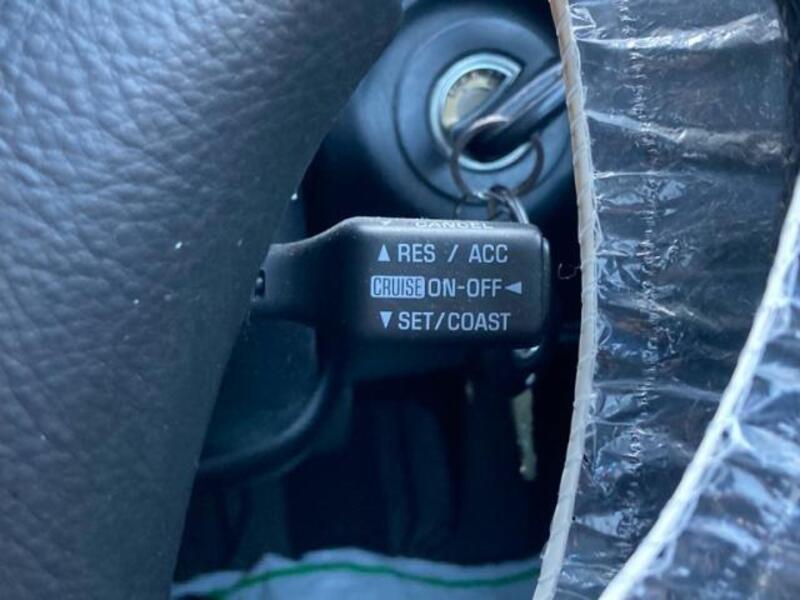 CANCEL
▲ RES / ACC
CRUISE ON-OFF ◄
▼ SET/COAST